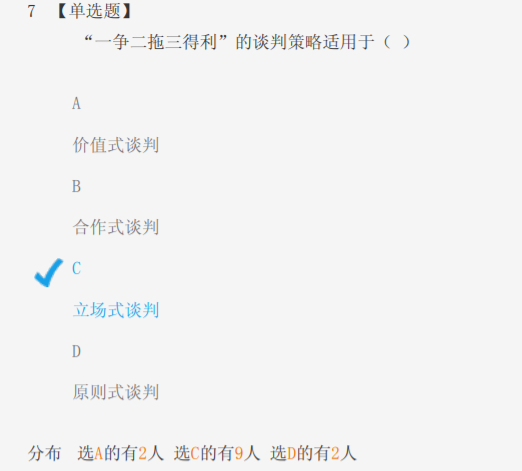 7 【单选题】
“一争二拖三得利”的谈判策略适用于（ ）
A
价值式谈判
B
合作式谈判
C
立场式谈判
D
原则式谈判
分布 选A的有2人 选C的有9人 选D的有2人